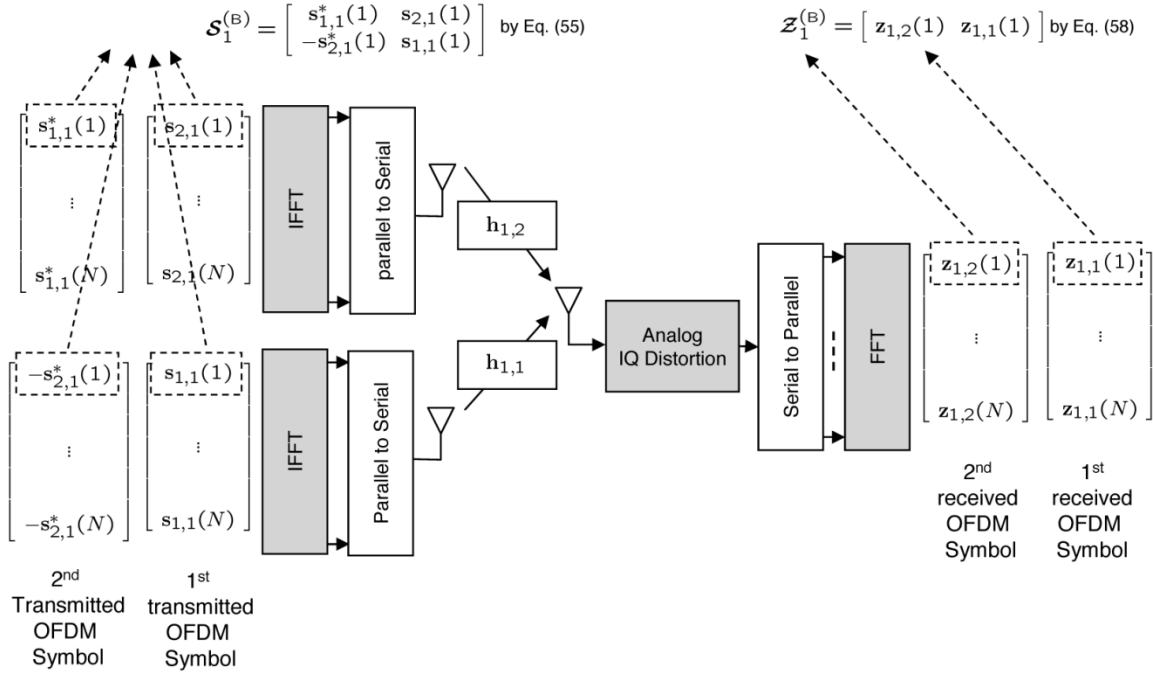 𝓢₁⁽ᴮ⁾ = [ s*₁,₁(1) s₂,₁(1) ; −s*₂,₁(1) s₁,₁(1) ] by Eq. (55)
𝓩₁⁽ᴮ⁾ = [ z₁,₂(1) z₁,₁(1) ] by Eq. (58)
s*₁,₁(1)
...
s*₁,₁(N)
s₂,₁(1)
...
s₂,₁(N)
IFFT
parallel to Serial
h₁,₂
−s*₂,₁(1)
...
−s*₂,₁(N)
s₁,₁(1)
...
s₁,₁(N)
IFFT
Parallel to Serial
h₁,₁
Analog
IQ Distortion
Serial to Parallel
FFT
z₁,₂(1)
...
z₁,₂(N)
z₁,₁(1)
...
z₁,₁(N)
2nd
Transmitted
OFDM
Symbol
1st
transmitted
OFDM
Symbol
2nd
received
OFDM
Symbol
1st
received
OFDM
Symbol